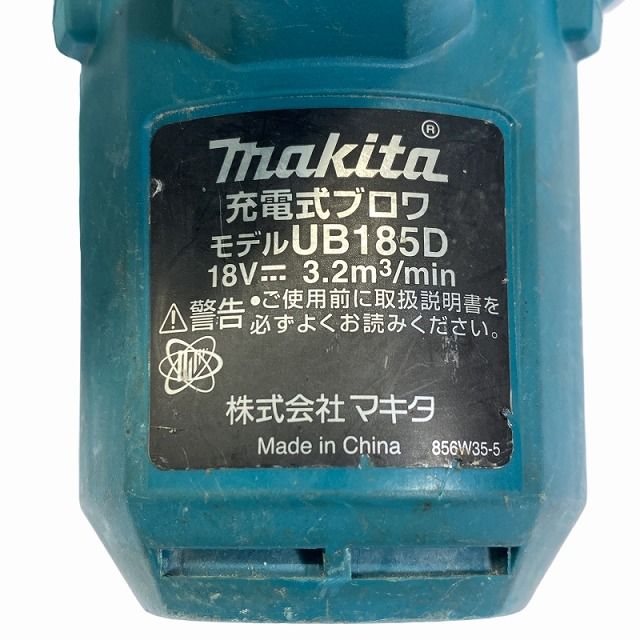 makita®
充電式ブロワ
モデルUB185D
18V⎓ 3.2m³/min
⚠警告 •ご使用前に取扱説明書を
必ずよくお読みください。
株式会社マキタ
Made in China 856W35-5